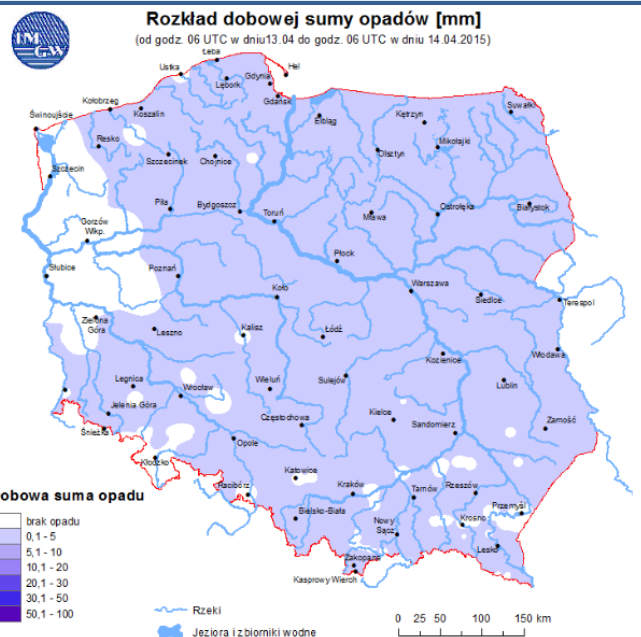 Rozkład dobowej sumy opadów [mm]
(od godz. 06 UTC w dniu13.04 do godz. 06 UTC w dniu 14.04.2015)
IMGW
Łeba
Ustka
Hel
Gdynia
Lębork
Gdańsk
Kołobrzeg
Koszalin
Świnoujście
Elbląg
Kętrzyn
Suwałki
Resko
Szczecinek
Chojnice
Olsztyn
Mikołajki
Szczecin
Piła
Bydgoszcz
Toruń
Mława
Ostrołęka
Białystok
Gorzów
Wlkp.
Płock
Słubice
Poznań
Koło
Warszawa
Siedlce
Terespol
Zielona
Góra
Leszno
Kalisz
Łódź
Kozienice
Włodawa
Legnica
Wrocław
Wieluń
Sulejów
Lublin
Jelenia Góra
Śnieżka
Częstochowa
Kielce
Sandomierz
Zamość
Opole
Kłodzko
Racibórz
Katowice
Kraków
Tarnów
Rzeszów
Przemyśl
Bielsko-Biała
Nowy
Sącz
Krosno
Lesko
Zakopane
Kasprowy Wierch
obowa suma opadu
brak opadu
0,1 - 5
5,1 - 10
10,1 - 20
20,1 - 30
30,1 - 50
50,1 - 100
Rzeki
Jeziora i zbiorniki wodne
0 25 50 100 150 km